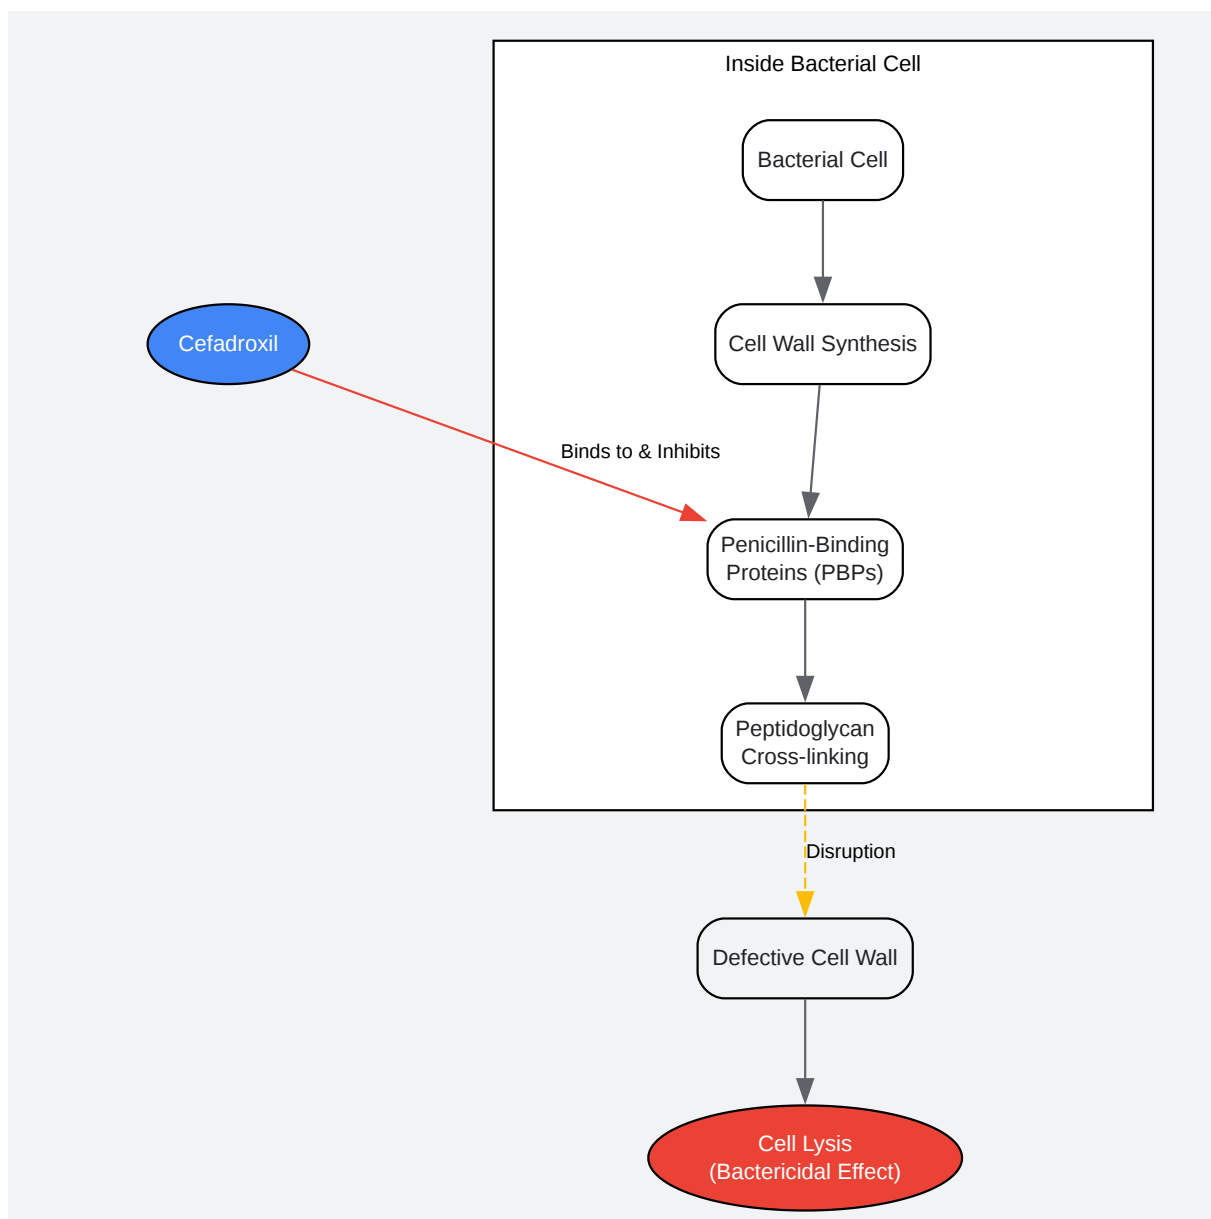 Inside Bacterial Cell
Bacterial Cell
Cefadroxil
Cell Wall Synthesis
Binds to & Inhibits
Penicillin-Binding
Proteins (PBPs)
Peptidoglycan
Cross-linking
Disruption
Defective Cell Wall
Cell Lysis
(Bactericidal Effect)